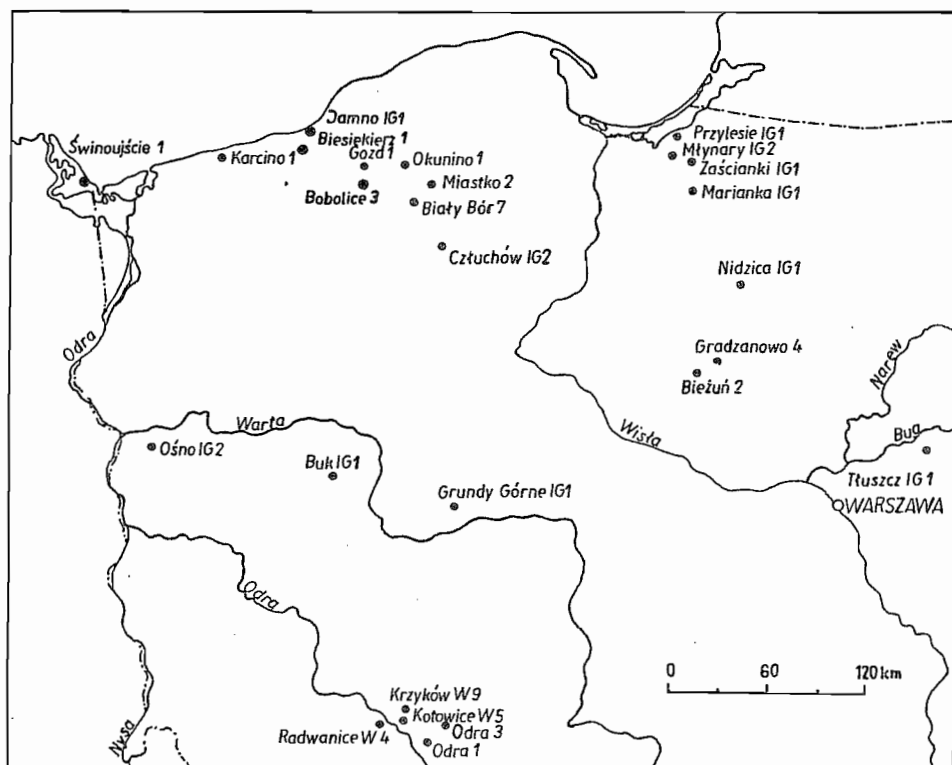 Jamno IG1
Biesiekierz 1
Świnoujście 1
Karcino 1
Gozd 1
Okunino 1
Bobolice 3
Miastko 2
Biały Bór 7
Człuchów IG2
Przylesie IG1
Młynary IG2
Zaścianki IG1
Marianka IG1
Nidzica IG1
Gradzanowo 4
Bieżuń 2
Narew
Odra
Warta
Wisła
Bug
Ośno IG2
Buk IG1
Grundy Górne IG1
Tłuszcz IG1
WARSZAWA
Odra
0 60 120 km
Krzyków W9
Kotowice W5
Radwanice W4
Odra 3
Odra 1
Nysa